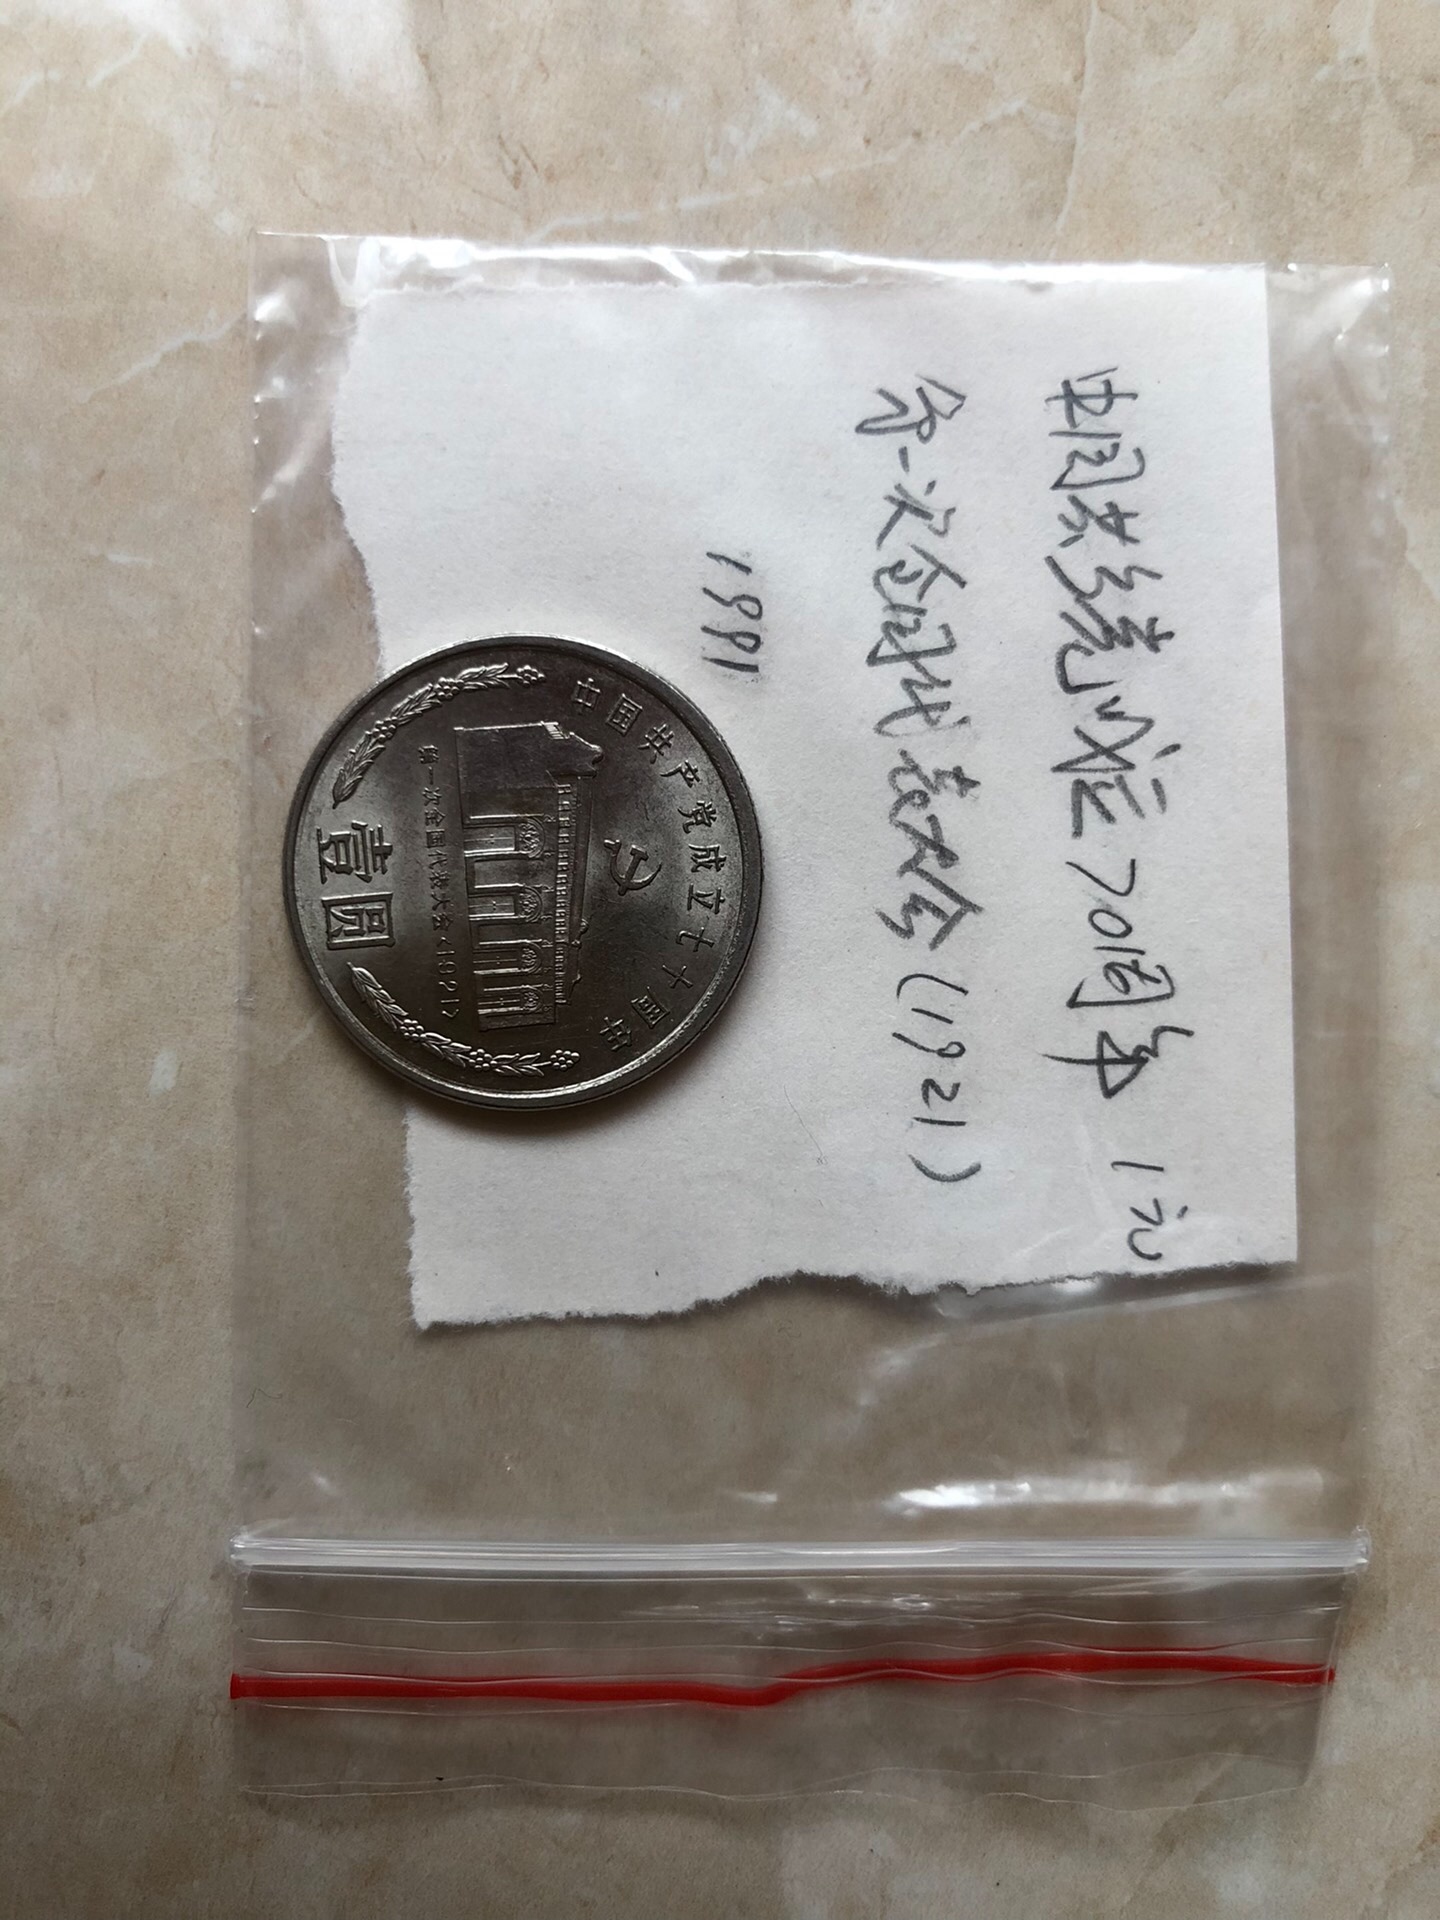 中国共产党成立70周年 1元
第一次全国代表大会(1921)
1991
中国共产党成立七十周年
第一次全国代表大会<1921>
壹圆